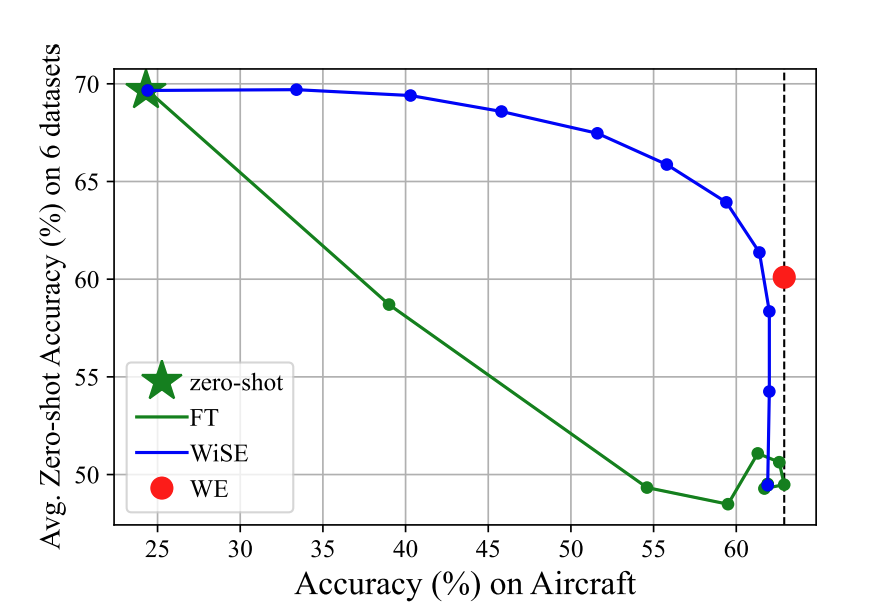 Avg. Zero-shot Accuracy (%) on 6 datasets
70
65
60
55
50
zero-shot
FT
WiSE
WE
25 30 35 40 45 50 55 60
Accuracy (%) on Aircraft